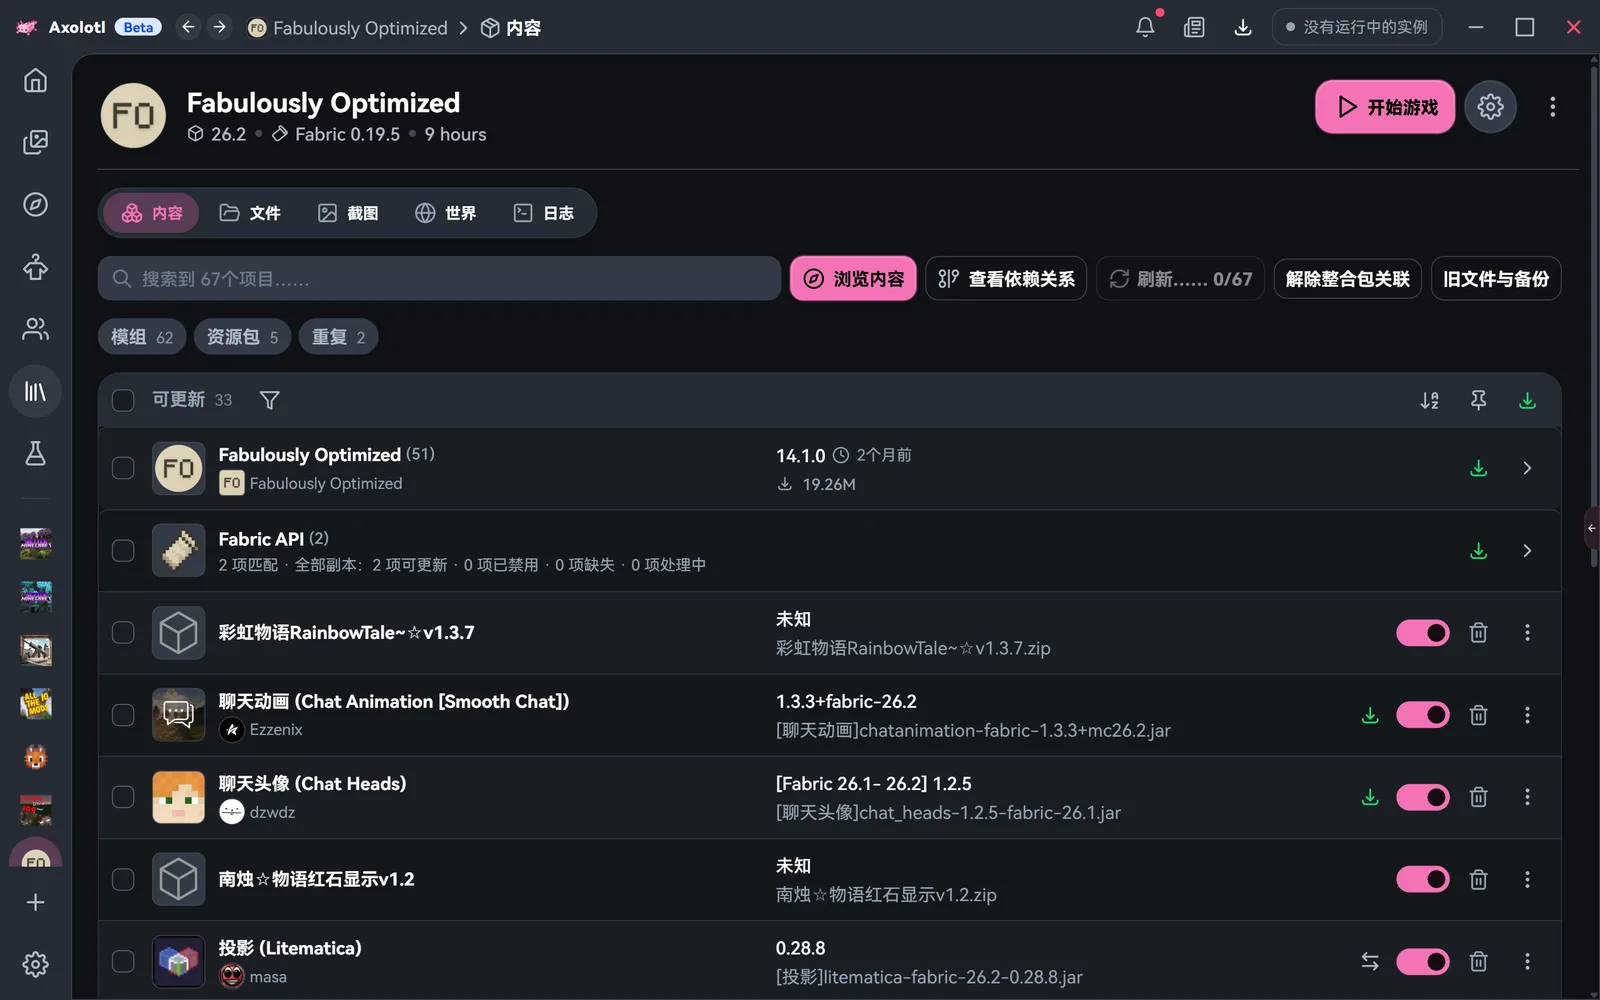 Axolotl Beta
Fabulously Optimized
内容
没有运行中的实例
FO
Fabulously Optimized
26.2 • Fabric 0.19.5 • 9 hours
开始游戏
内容 文件 截图 世界 日志
搜索到 67个项目......
浏览内容
查看依赖关系
刷新...... 0/67
解除整合包关联
旧文件与备份
模组 62
资源包 5
重复 2
可更新 33
FO
Fabulously Optimized (51)
FO Fabulously Optimized
14.1.0 2个月前
19.26M
Fabric API (2)
2 项匹配 · 全部副本: 2 项可更新 · 0 项已禁用 · 0 项缺失 · 0 项处理中
彩虹物语RainbowTale~☆v1.3.7
未知
彩虹物语RainbowTale~☆v1.3.7.zip
聊天动画 (Chat Animation [Smooth Chat])
Ezzenix
1.3.3+fabric-26.2
[聊天动画]chatanimation-fabric-1.3.3+mc26.2.jar
聊天头像 (Chat Heads)
dzwdz
[Fabric 26.1- 26.2] 1.2.5
[聊天头像]chat_heads-1.2.5-fabric-26.1.jar
南烛☆物语红石显示v1.2
未知
南烛☆物语红石显示v1.2.zip
投影 (Litematica)
masa
0.28.8
[投影]litematica-fabric-26.2-0.28.8.jar